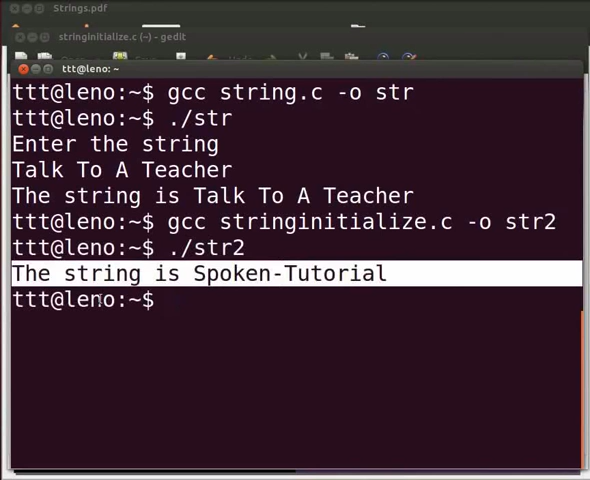 Strings.pdf
stringinitialize.c (~) - gedit
ttt@leno: ~
ttt@leno:~$ gcc string.c -o str
ttt@leno:~$ ./str
Enter the string
Talk To A Teacher
The string is Talk To A Teacher
ttt@leno:~$ gcc stringinitialize.c -o str2
ttt@leno:~$ ./str2
The string is Spoken-Tutorial
ttt@leno:~$